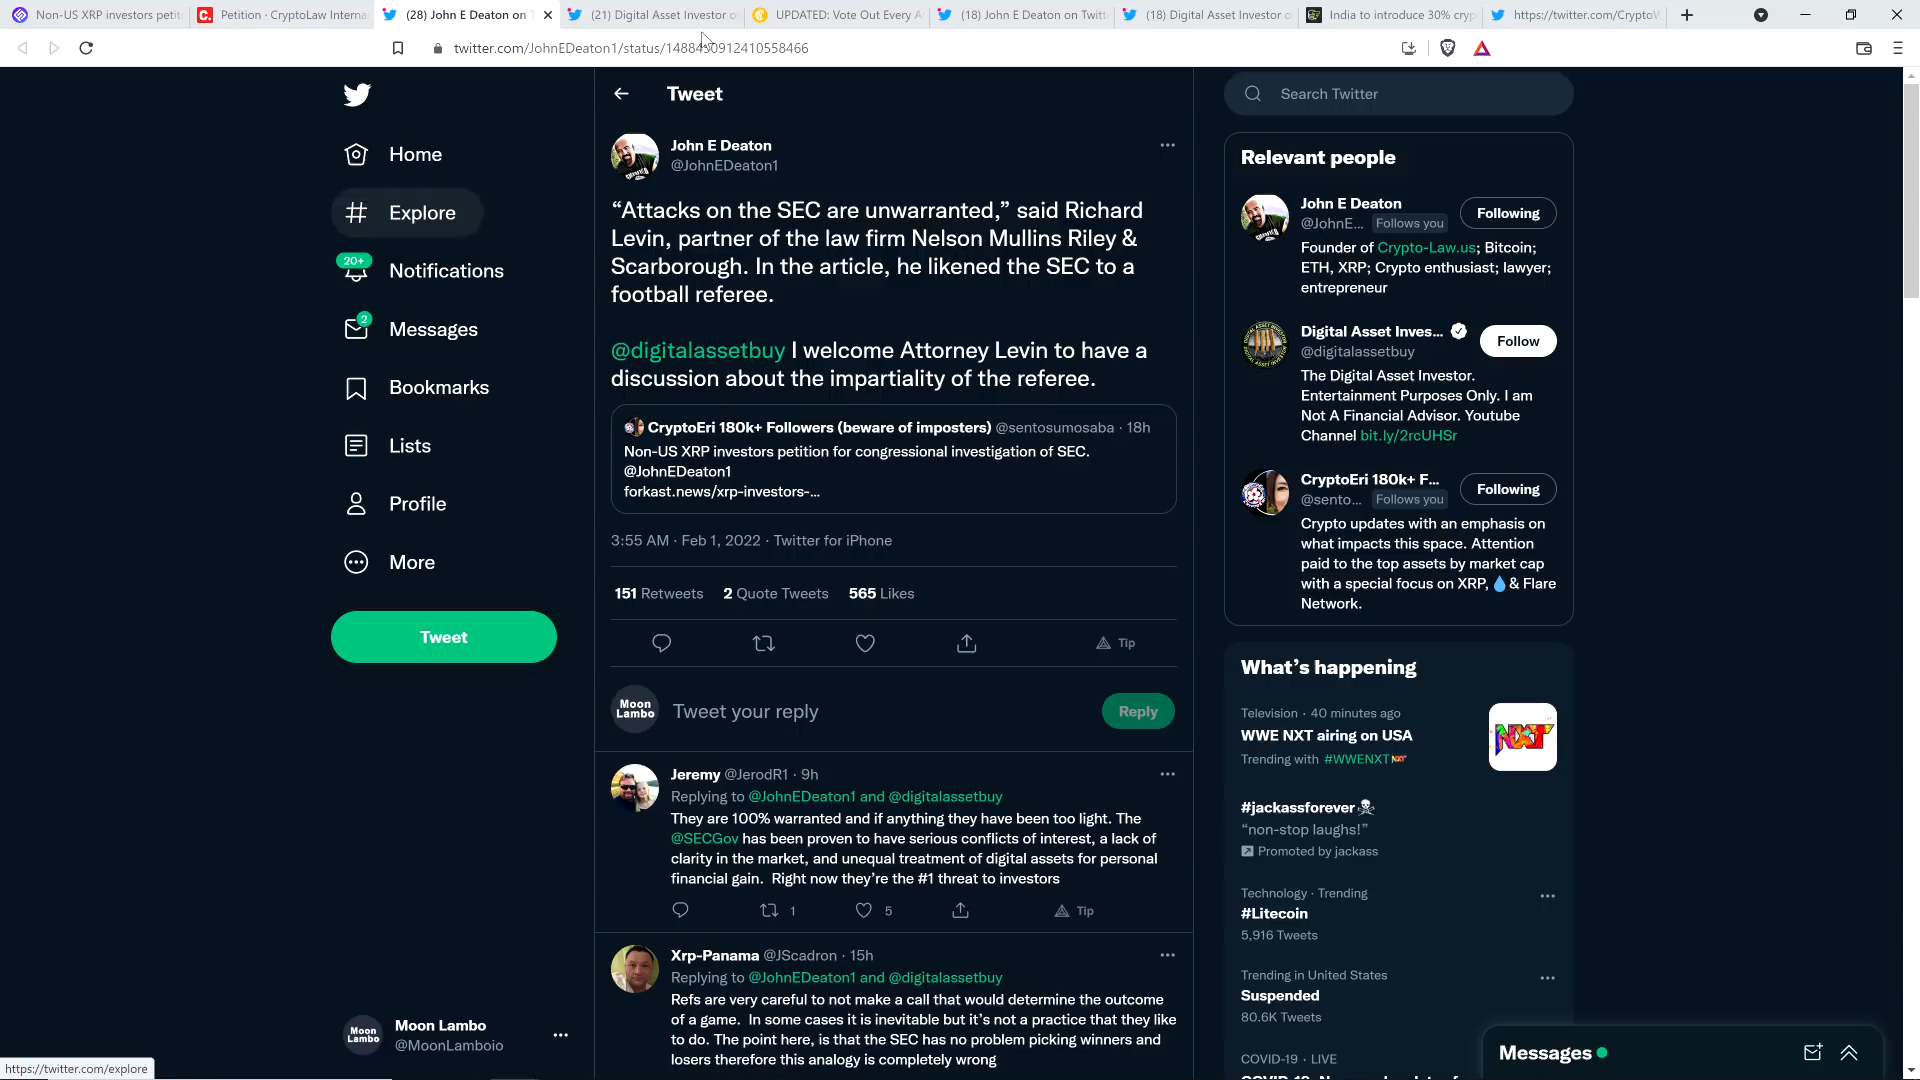 Non-US XRP investors petit
Petition · CryptoLaw Interna
(28) John E Deaton on T
(21) Digital Asset Investor o
UPDATED: Vote Out Every A
(18) John E Deaton on Twitt
(18) Digital Asset Investor o
India to introduce 30% cryp
https://twitter.com/CryptoW
Home
Explore
20+
Notifications
2
Messages
Bookmarks
Lists
Profile
More
Tweet
Moon Lambo
Moon Lambo
@MoonLamboio
https://twitter.com/explore
Tweet
John E Deaton
@JohnEDeaton1
“Attacks on the SEC are unwarranted,” said Richard
Levin, partner of the law firm Nelson Mullins Riley &
Scarborough. In the article, he likened the SEC to a
football referee.
@digitalassetbuy I welcome Attorney Levin to have a
discussion about the impartiality of the referee.
CryptoEri 180k+ Followers (beware of imposters) @sentosumosaba · 18h
Non-US XRP investors petition for congressional investigation of SEC.
@JohnEDeaton1
forkast.news/xrp-investors-...
3:55 AM · Feb 1, 2022 · Twitter for iPhone
151 Retweets 2 Quote Tweets 565 Likes
Tip
Moon Lambo
Tweet your reply
Reply
Jeremy @JerodR1 · 9h
Replying to @JohnEDeaton1 and @digitalassetbuy
They are 100% warranted and if anything they have been too light. The
@SECGov has been proven to have serious conflicts of interest, a lack of
clarity in the market, and unequal treatment of digital assets for personal
financial gain. Right now they’re the #1 threat to investors
1 5 Tip
Xrp-Panama @JScadron · 15h
Replying to @JohnEDeaton1 and @digitalassetbuy
Refs are very careful to not make a call that would determine the outcome
of a game. In some cases it is inevitable but it’s not a practice that they like
to do. The point here, is that the SEC has no problem picking winners and
losers therefore this analogy is completely wrong
Search Twitter
Relevant people
John E Deaton
@JohnE... Follows you
Following
Founder of Crypto-Law.us; Bitcoin;
ETH, XRP; Crypto enthusiast; lawyer;
entrepreneur
Digital Asset Inves...
@digitalassetbuy
Follow
The Digital Asset Investor.
Entertainment Purposes Only. I am
Not A Financial Advisor. Youtube
Channel bit.ly/2rcUHSr
CryptoEri 180k+ F...
@sento... Follows you
Following
Crypto updates with an emphasis on
what impacts this space. Attention
paid to the top assets by market cap
with a special focus on XRP, 💧& Flare
Network.
What’s happening
Television · 40 minutes ago
WWE NXT airing on USA
Trending with #WWENXT
NXT
#jackassforever
“non-stop laughs!”
Promoted by jackass
Technology · Trending
#Litecoin
5,916 Tweets
Trending in United States
Suspended
80.6K Tweets
COVID-19 · LIVE
Messages